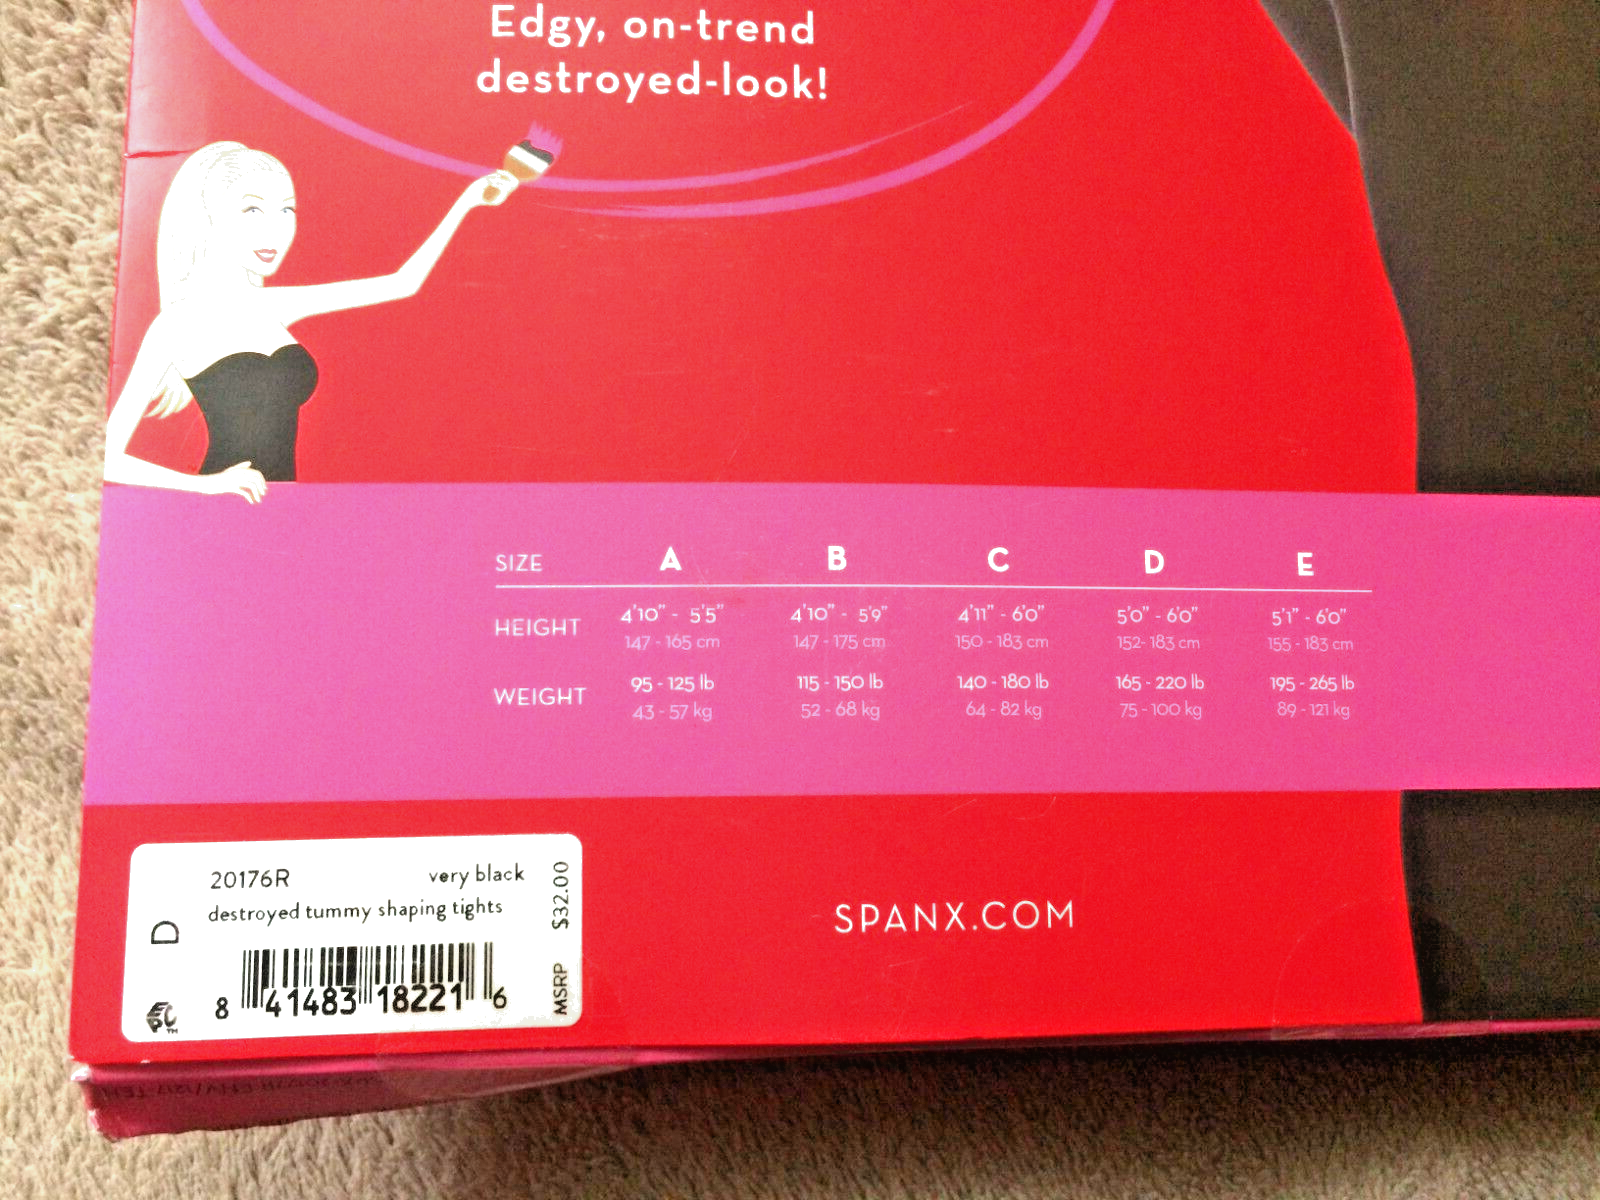 Edgy, on-trend
destroyed-look!
SIZE A B C D E
HEIGHT 4'10" - 5'5" 4'10" - 5'9" 4'11" - 6'0" 5'0" - 6'0" 5'1" - 6'0"
147 - 165 cm 147 - 175 cm 150 - 183 cm 152- 183 cm 155 - 183 cm
WEIGHT 95 - 125 lb 115 - 150 lb 140 - 180 lb 165 - 220 lb 195 - 265 lb
43 - 57 kg 52 - 68 kg 64 - 82 kg 75 - 100 kg 89 - 121 kg
20176R very black
destroyed tummy shaping tights
D
MSRP $32.00
8 41483 18221 6
EPC TM
SPANX.COM